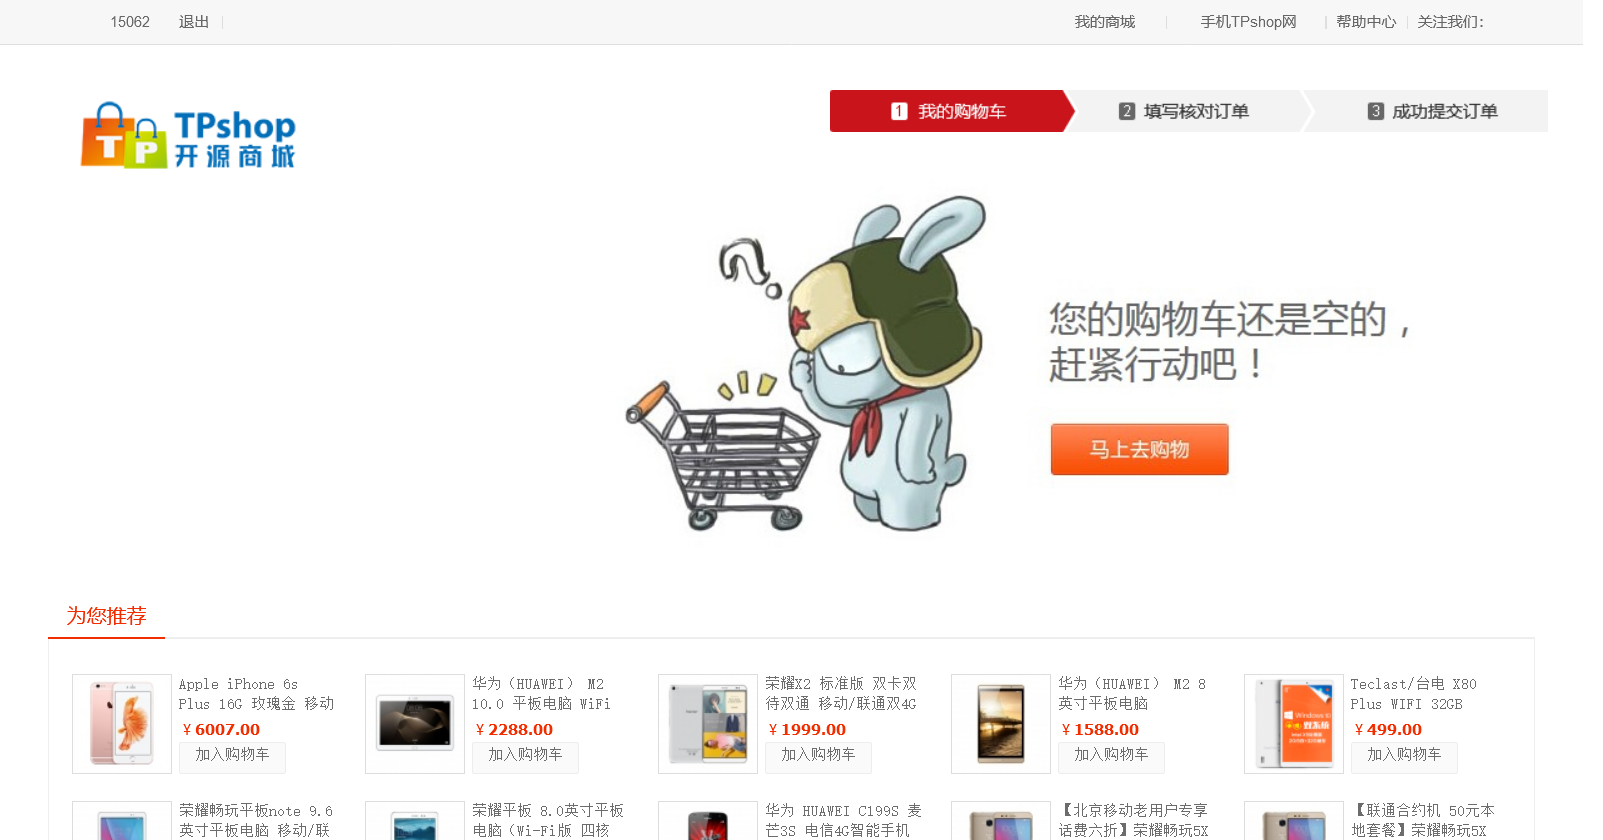 15062 退出
我的商城 手机TPshop网 帮助中心 关注我们:
TPshop
开源商城
TP
1 我的购物车 2 填写核对订单 3 成功提交订单
您的购物车还是空的，
赶紧行动吧！
马上去购物
为您推荐
Apple iPhone 6s
Plus 16G 玫瑰金 移动
￥6007.00
加入购物车
华为（HUAWEI） M2
10.0 平板电脑 WiFi
￥2288.00
加入购物车
荣耀X2 标准版 双卡双
待双通 移动/联通双4G
￥1999.00
加入购物车
华为（HUAWEI） M2 8
英寸平板电脑
￥1588.00
加入购物车
Windows 10
双系统
Teclast/台电 X80
Plus WIFI 32GB
￥499.00
加入购物车
荣耀畅玩平板note 9.6
英寸平板电脑 移动/联
荣耀平板 8.0英寸平板
电脑（Wi-Fi版 四核
华为 HUAWEI C199S 麦
芒3S 电信4G智能手机
【北京移动老用户专享
话费六折】荣耀畅玩5X
【联通合约机 50元本
地套餐】荣耀畅玩5X